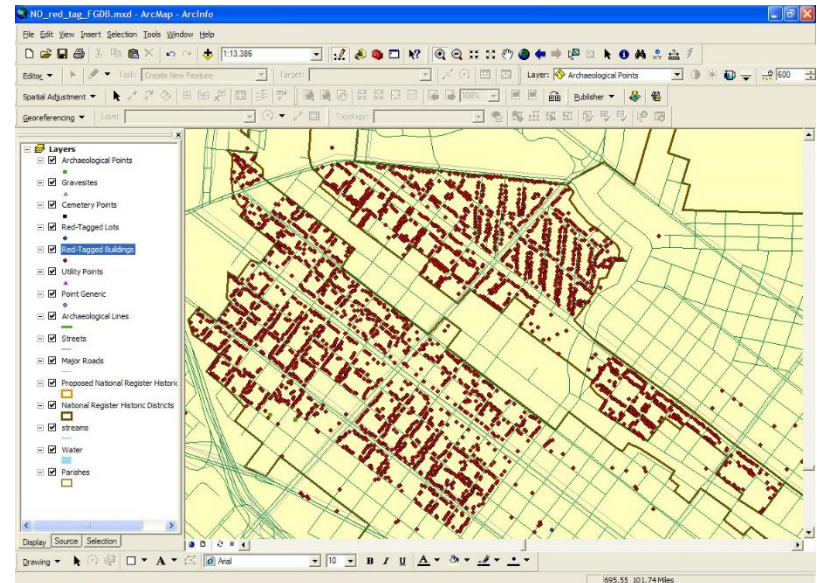 NO_red_tag_FGDB.mxd - ArcMap - ArcInfo
File Edit View Insert Selection Tools Window Help
1:13,386
Editor Task: Create New Feature Target: Layer: Archaeological Points 600
Spatial Adjustment 100% Publisher
Georeferencing Layer: Topology:
Layers
Archaeological Points
Gravesites
Cemetery Points
Red-Tagged Lots
Red-Tagged Buildings
Utility Points
Point Generic
Archaeological Lines
Streets
Major Roads
Proposed National Register Historic
National Register Historic Districts
streams
Water
Parishes
Display Source Selection
Drawing A Arial 10 B I U A
695.55 101.74 Miles